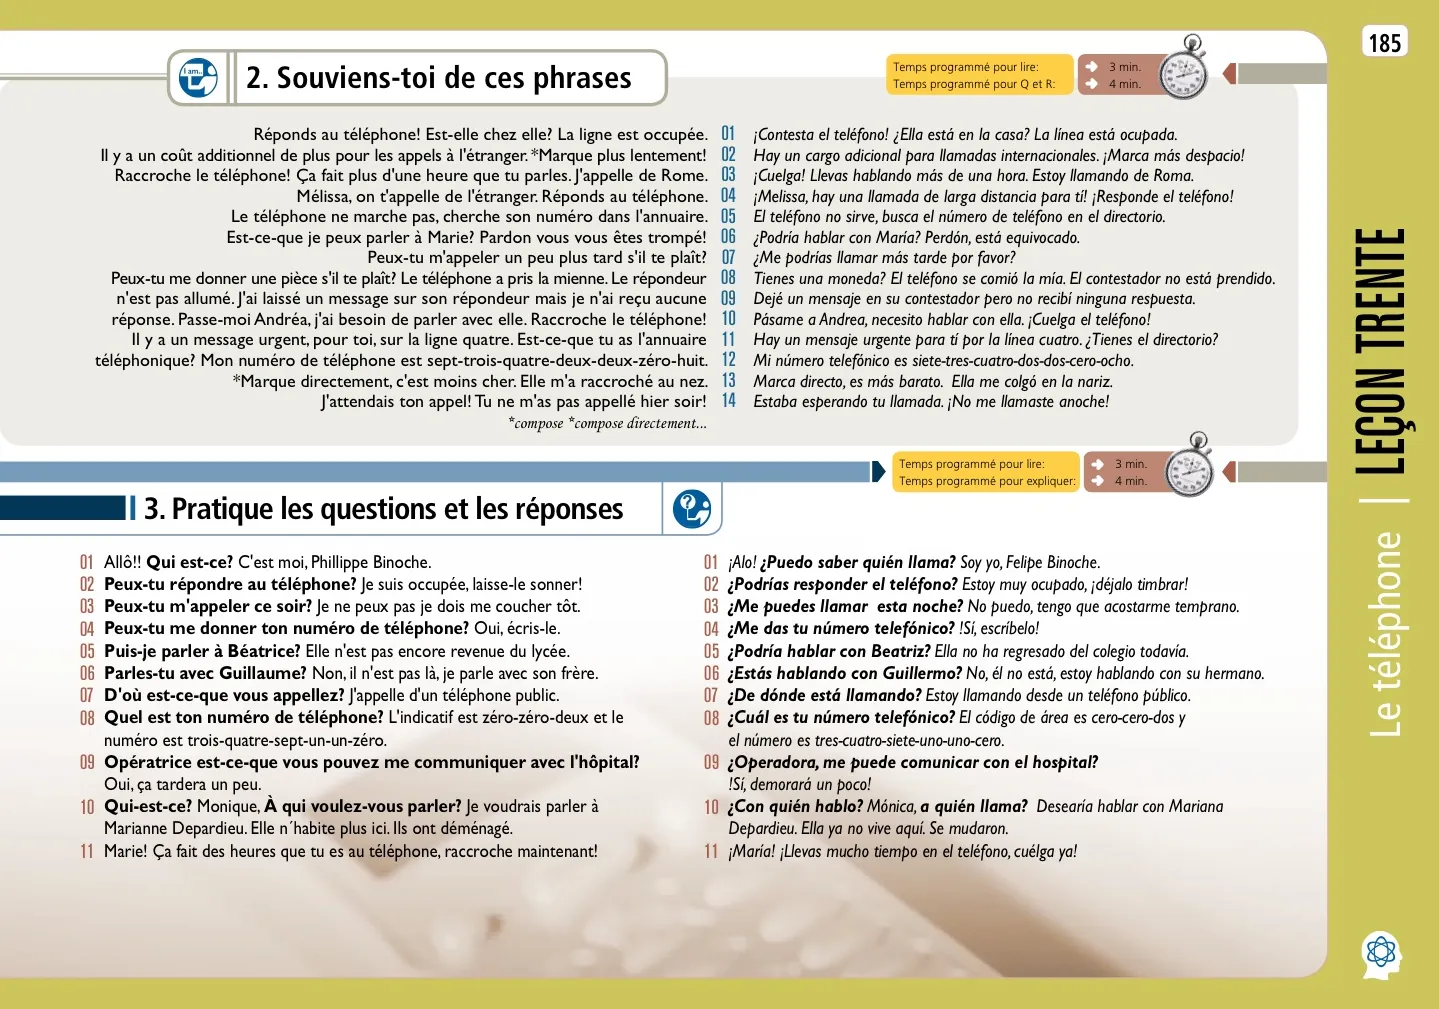 185
I am...
2. Souviens-toi de ces phrases
Temps programmé pour lire: 3 min.
Temps programmé pour Q et R: 4 min.
Réponds au téléphone! Est-elle chez elle? La ligne est occupée. 01 ¡Contesta el teléfono! ¿Ella está en la casa? La línea está ocupada.
Il y a un coût additionnel de plus pour les appels à l'étranger. *Marque plus lentement! 02 Hay un cargo adicional para llamadas internacionales. ¡Marca más despacio!
Raccroche le téléphone! Ça fait plus d'une heure que tu parles. J'appelle de Rome. 03 ¡Cuelga! Llevas hablando más de una hora. Estoy llamando de Roma.
Mélissa, on t'appelle de l'étranger. Réponds au téléphone. 04 ¡Melissa, hay una llamada de larga distancia para tí! ¡Responde el teléfono!
Le téléphone ne marche pas, cherche son numéro dans l'annuaire. 05 El teléfono no sirve, busca el número de teléfono en el directorio.
Est-ce-que je peux parler à Marie? Pardon vous vous êtes trompé! 06 ¿Podría hablar con María? Perdón, está equivocado.
Peux-tu m'appeler un peu plus tard s'il te plaît? 07 ¿Me podrías llamar más tarde por favor?
Peux-tu me donner une pièce s'il te plaît? Le téléphone a pris la mienne. Le répondeur 08 Tienes una moneda? El teléfono se comió la mía. El contestador no está prendido.
n'est pas allumé. J'ai laissé un message sur son répondeur mais je n'ai reçu aucune 09 Dejé un mensaje en su contestador pero no recibí ninguna respuesta.
réponse. Passe-moi Andréa, j'ai besoin de parler avec elle. Raccroche le téléphone! 10 Pásame a Andrea, necesito hablar con ella. ¡Cuelga el teléfono!
Il y a un message urgent, pour toi, sur la ligne quatre. Est-ce-que tu as l'annuaire 11 Hay un mensaje urgente para tí por la línea cuatro. ¿Tienes el directorio?
téléphonique? Mon numéro de téléphone est sept-trois-quatre-deux-deux-zéro-huit. 12 Mi número telefónico es siete-tres-cuatro-dos-dos-cero-ocho.
*Marque directement, c'est moins cher. Elle m'a raccroché au nez. 13 Marca directo, es más barato. Ella me colgó en la nariz.
J'attendais ton appel! Tu ne m'as pas appellé hier soir! 14 Estaba esperando tu llamada. ¡No me llamaste anoche!
*compose *compose directement...
Temps programmé pour lire: 3 min.
Temps programmé pour expliquer: 4 min.
3. Pratique les questions et les réponses
01 Allô!! Qui est-ce? C'est moi, Phillippe Binoche.
02 Peux-tu répondre au téléphone? Je suis occupée, laisse-le sonner!
03 Peux-tu m'appeler ce soir? Je ne peux pas je dois me coucher tôt.
04 Peux-tu me donner ton numéro de téléphone? Oui, écris-le.
05 Puis-je parler à Béatrice? Elle n'est pas encore revenue du lycée.
06 Parles-tu avec Guillaume? Non, il n'est pas là, je parle avec son frère.
07 D'où est-ce-que vous appellez? J'appelle d'un téléphone public.
08 Quel est ton numéro de téléphone? L'indicatif est zéro-zéro-deux et le
numéro est trois-quatre-sept-un-un-zéro.
09 Opératrice est-ce-que vous pouvez me communiquer avec l'hôpital?
Oui, ça tardera un peu.
10 Qui-est-ce? Monique, À qui voulez-vous parler? Je voudrais parler à
Marianne Depardieu. Elle n´habite plus ici. Ils ont déménagé.
11 Marie! Ça fait des heures que tu es au téléphone, raccroche maintenant!
01 ¡Alo! ¿Puedo saber quién llama? Soy yo, Felipe Binoche.
02 ¿Podrías responder el teléfono? Estoy muy ocupado, ¡déjalo timbrar!
03 ¿Me puedes llamar esta noche? No puedo, tengo que acostarme temprano.
04 ¿Me das tu número telefónico? !Sí, escríbelo!
05 ¿Podría hablar con Beatriz? Ella no ha regresado del colegio todavía.
06 ¿Estás hablando con Guillermo? No, él no está, estoy hablando con su hermano.
07 ¿De dónde está llamando? Estoy llamando desde un teléfono público.
08 ¿Cuál es tu número telefónico? El código de área es cero-cero-dos y
el número es tres-cuatro-siete-uno-uno-cero.
09 ¿Operadora, me puede comunicar con el hospital?
!Sí, demorará un poco!
10 ¿Con quién hablo? Mónica, a quién llama? Desearía hablar con Mariana
Depardieu. Ella ya no vive aquí. Se mudaron.
11 ¡María! ¡Llevas mucho tiempo en el teléfono, cuélga ya!
Le téléphone | LEÇON TRENTE